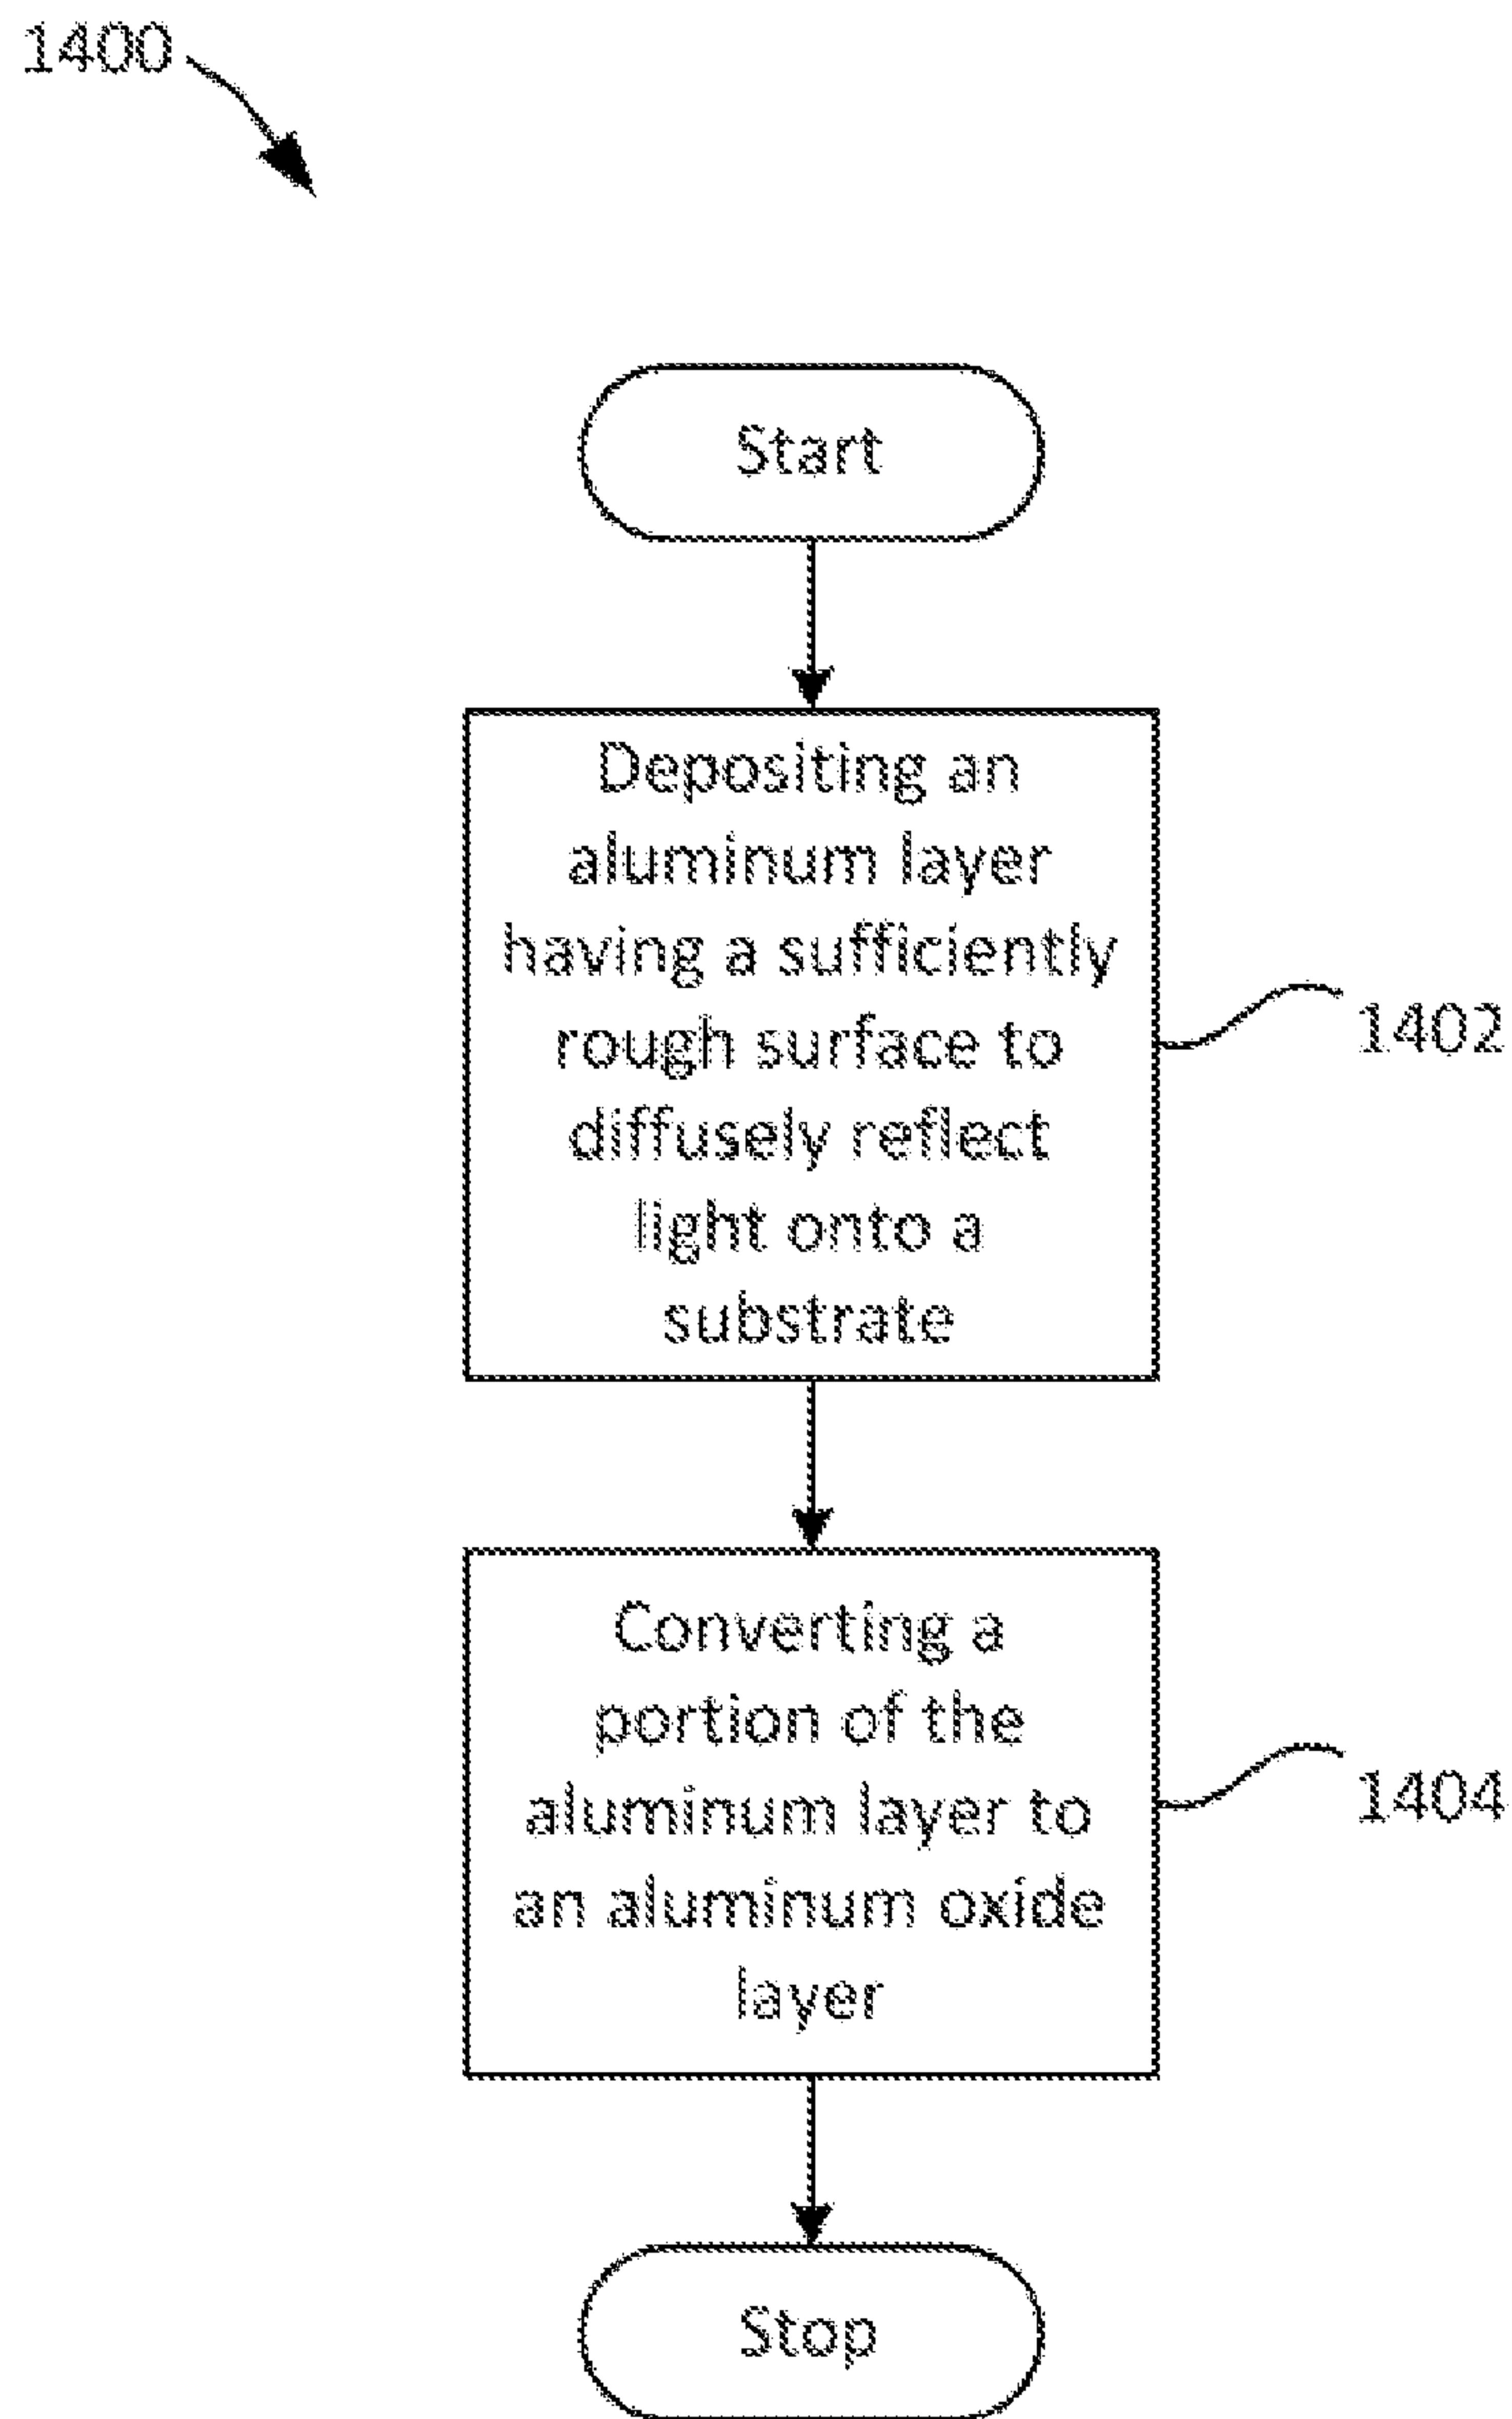 1400
Start
Depositing an
aluminum layer
having a sufficiently
rough surface to
diffusely reflect
light onto a
substrate
1402
Converting a
portion of the
aluminum layer to
an aluminum oxide
layer
1404
Stop